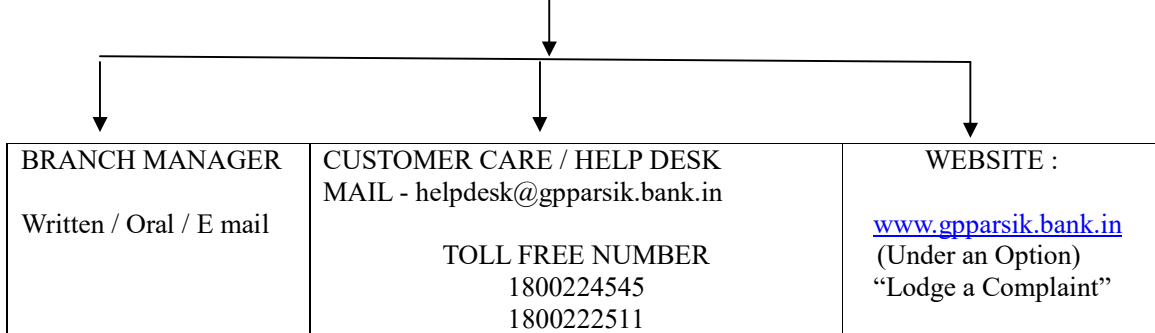 BRANCH MANAGER
Written / Oral / E mail
CUSTOMER CARE / HELP DESK
MAIL - helpdesk@gpparsik.bank.in
TOLL FREE NUMBER
1800224545
1800222511
WEBSITE :
www.gpparsik.bank.in
(Under an Option)
“Lodge a Complaint”